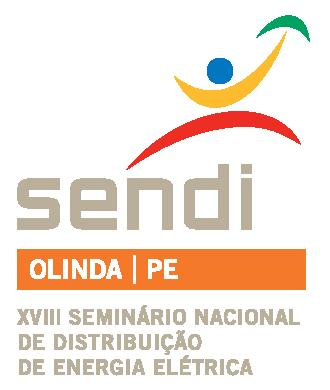 sendi
OLINDA | PE
XVIII SEMINÁRIO NACIONAL
DE DISTRIBUIÇÃO
DE ENERGIA ELÉTRICA